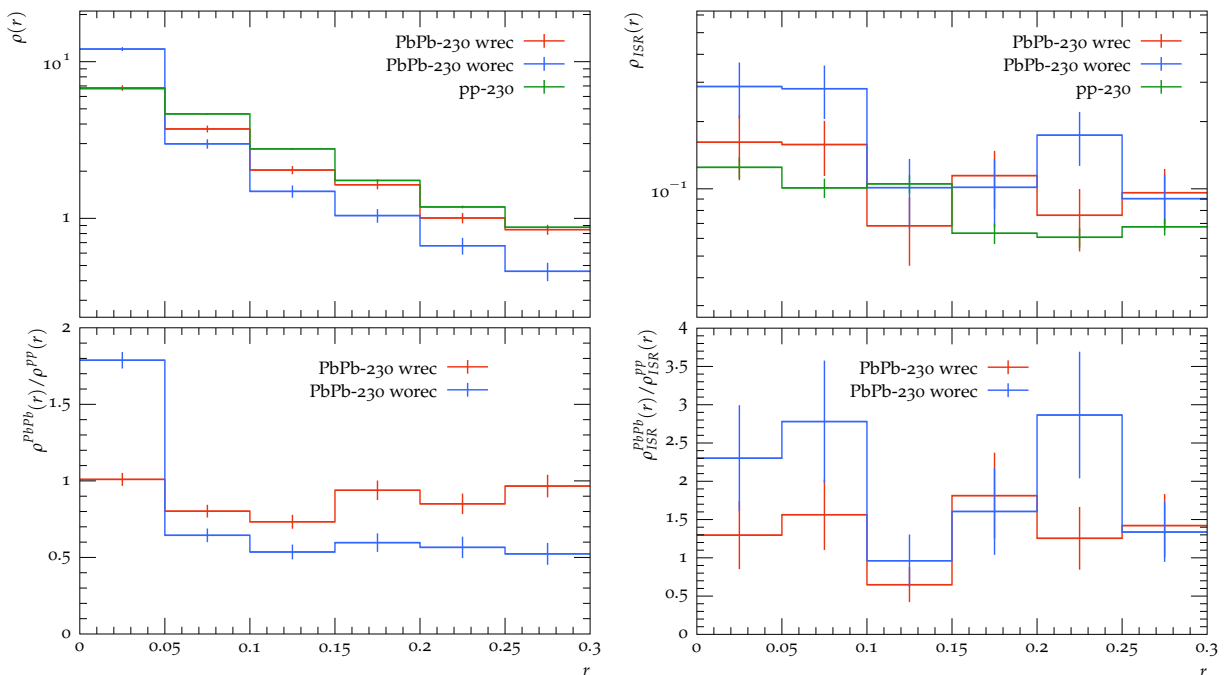 ρ(r)
10¹
1
PbPb-230 wrec
PbPb-230 worec
pp-230
ρ_ISR(r)
10⁻¹
PbPb-230 wrec
PbPb-230 worec
pp-230
ρ^PbPb(r)/ρ^pp(r)
2
1.5
1
0.5
0
PbPb-230 wrec
PbPb-230 worec
0 0.05 0.1 0.15 0.2 0.25 0.3
r
ρ^PbPb_ISR(r)/ρ^pp_ISR(r)
4
3.5
3
2.5
2
1.5
1
0.5
0
PbPb-230 wrec
PbPb-230 worec
0 0.05 0.1 0.15 0.2 0.25 0.3
r